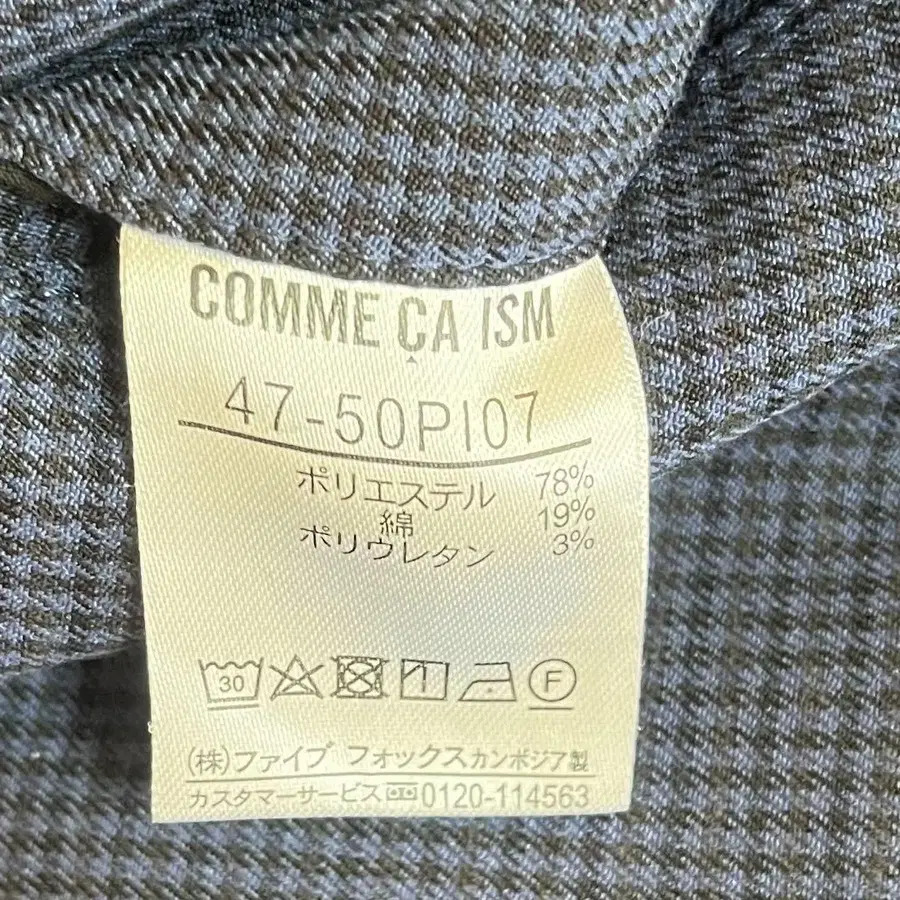 COMME ÇA ISM
47-50PI07
ポリエステル 78%
綿 19%
ポリウレタン 3%
30 F
(株)ファイブ フォックスカンボジア製
カスタマーサービス 0120-114563